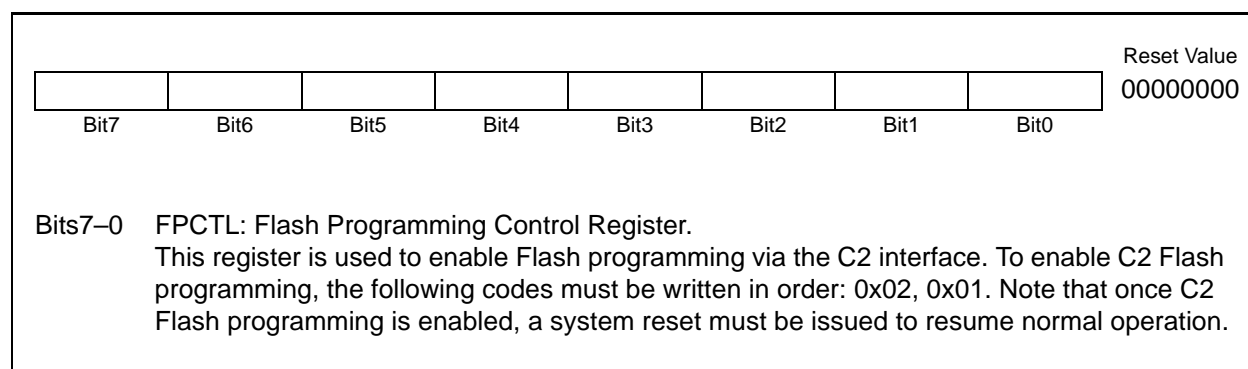 Reset Value
00000000
Bit7 Bit6 Bit5 Bit4 Bit3 Bit2 Bit1 Bit0
Bits7–0 FPCTL: Flash Programming Control Register.
This register is used to enable Flash programming via the C2 interface. To enable C2 Flash
programming, the following codes must be written in order: 0x02, 0x01. Note that once C2
Flash programming is enabled, a system reset must be issued to resume normal operation.